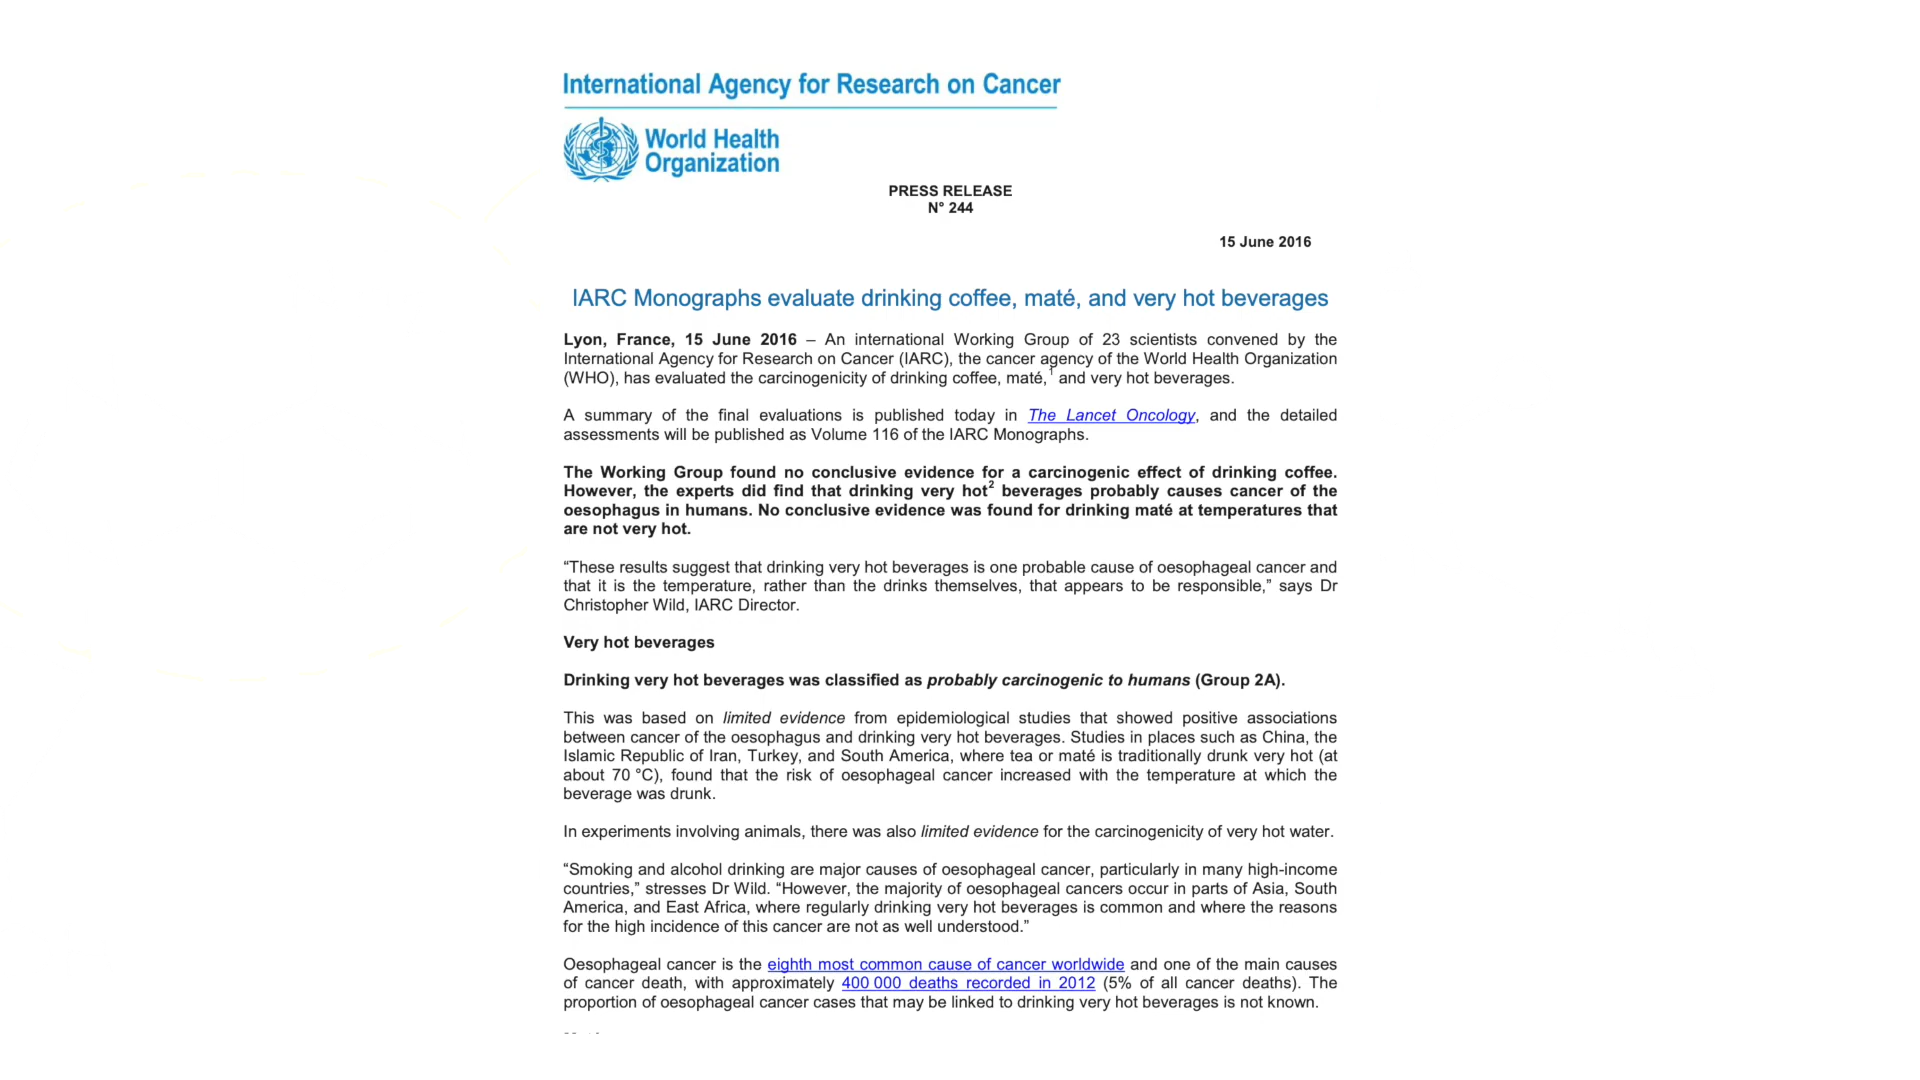 International Agency for Research on Cancer
World Health
Organization
PRESS RELEASE
N° 244
15 June 2016
IARC Monographs evaluate drinking coffee, maté, and very hot beverages
Lyon, France, 15 June 2016 – An international Working Group of 23 scientists convened by the
International Agency for Research on Cancer (IARC), the cancer agency of the World Health Organization
(WHO), has evaluated the carcinogenicity of drinking coffee, maté,¹ and very hot beverages.
A summary of the final evaluations is published today in The Lancet Oncology, and the detailed
assessments will be published as Volume 116 of the IARC Monographs.
The Working Group found no conclusive evidence for a carcinogenic effect of drinking coffee.
However, the experts did find that drinking very hot² beverages probably causes cancer of the
oesophagus in humans. No conclusive evidence was found for drinking maté at temperatures that
are not very hot.
“These results suggest that drinking very hot beverages is one probable cause of oesophageal cancer and
that it is the temperature, rather than the drinks themselves, that appears to be responsible,” says Dr
Christopher Wild, IARC Director.
Very hot beverages
Drinking very hot beverages was classified as probably carcinogenic to humans (Group 2A).
This was based on limited evidence from epidemiological studies that showed positive associations
between cancer of the oesophagus and drinking very hot beverages. Studies in places such as China, the
Islamic Republic of Iran, Turkey, and South America, where tea or maté is traditionally drunk very hot (at
about 70 °C), found that the risk of oesophageal cancer increased with the temperature at which the
beverage was drunk.
In experiments involving animals, there was also limited evidence for the carcinogenicity of very hot water.
“Smoking and alcohol drinking are major causes of oesophageal cancer, particularly in many high-income
countries,” stresses Dr Wild. “However, the majority of oesophageal cancers occur in parts of Asia, South
America, and East Africa, where regularly drinking very hot beverages is common and where the reasons
for the high incidence of this cancer are not as well understood.”
Oesophageal cancer is the eighth most common cause of cancer worldwide and one of the main causes
of cancer death, with approximately 400 000 deaths recorded in 2012 (5% of all cancer deaths). The
proportion of oesophageal cancer cases that may be linked to drinking very hot beverages is not known.